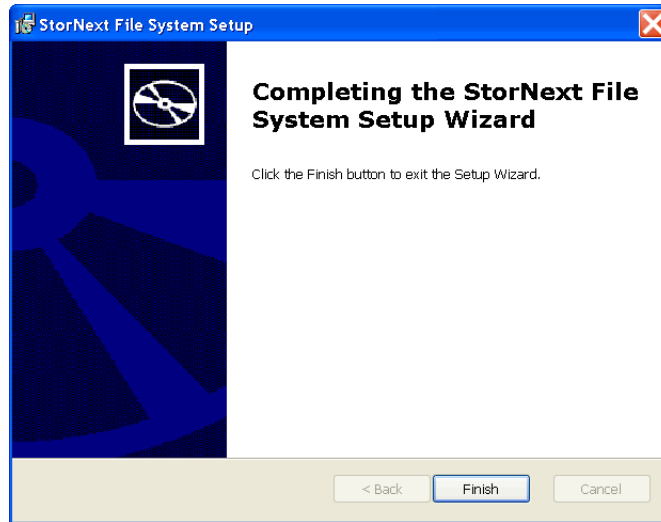 StorNext File System Setup
Completing the StorNext File
System Setup Wizard
Click the Finish button to exit the Setup Wizard.
< Back
Finish
Cancel